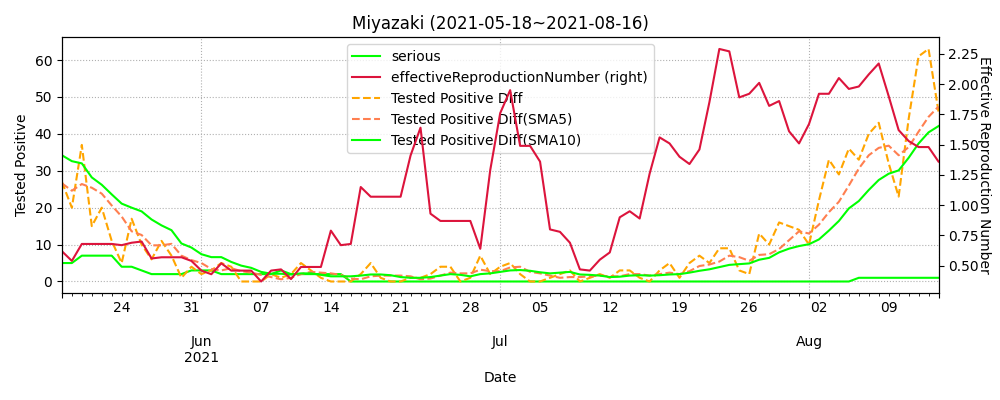 Miyazaki (2021-05-18~2021-08-16)
serious
effectiveReproductionNumber (right)
Tested Positive Diff
Tested Positive Diff(SMA5)
Tested Positive Diff(SMA10)
Tested Positive
60
50
40
30
20
10
0
2.25
2.00
1.75
1.50
1.25
1.00
0.75
0.50
Effective Reproduction Number
24
31
07
14
21
28
05
12
19
26
02
09
Jun
2021
Jul
Aug
Date